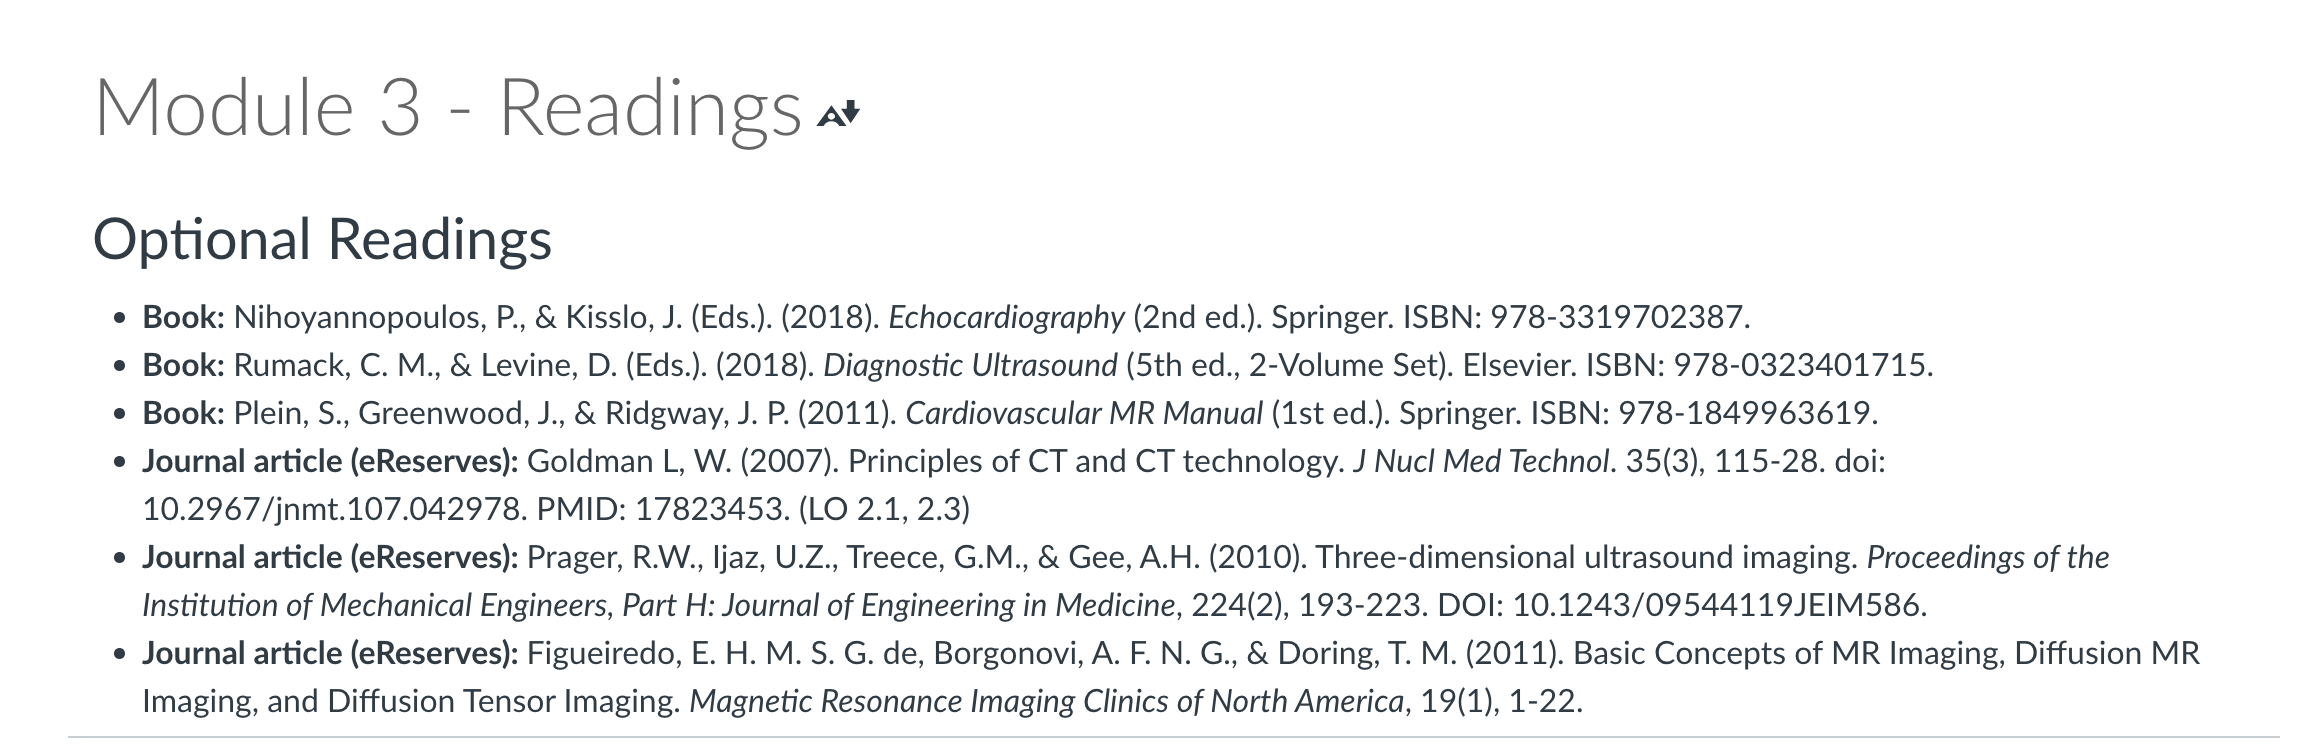 Module 3 - Readings
Optional Readings
• Book: Nihoyannopoulos, P., & Kisslo, J. (Eds.). (2018). Echocardiography (2nd ed.). Springer. ISBN: 978-3319702387.
• Book: Rumack, C. M., & Levine, D. (Eds.). (2018). Diagnostic Ultrasound (5th ed., 2-Volume Set). Elsevier. ISBN: 978-0323401715.
• Book: Plein, S., Greenwood, J., & Ridgway, J. P. (2011). Cardiovascular MR Manual (1st ed.). Springer. ISBN: 978-1849963619.
• Journal article (eReserves): Goldman L, W. (2007). Principles of CT and CT technology. J Nucl Med Technol. 35(3), 115-28. doi:
10.2967/jnmt.107.042978. PMID: 17823453. (LO 2.1, 2.3)
• Journal article (eReserves): Prager, R.W., Ijaz, U.Z., Treece, G.M., & Gee, A.H. (2010). Three-dimensional ultrasound imaging. Proceedings of the
Institution of Mechanical Engineers, Part H: Journal of Engineering in Medicine, 224(2), 193-223. DOI: 10.1243/09544119JEIM586.
• Journal article (eReserves): Figueiredo, E. H. M. S. G. de, Borgonovi, A. F. N. G., & Doring, T. M. (2011). Basic Concepts of MR Imaging, Diffusion MR
Imaging, and Diffusion Tensor Imaging. Magnetic Resonance Imaging Clinics of North America, 19(1), 1-22.